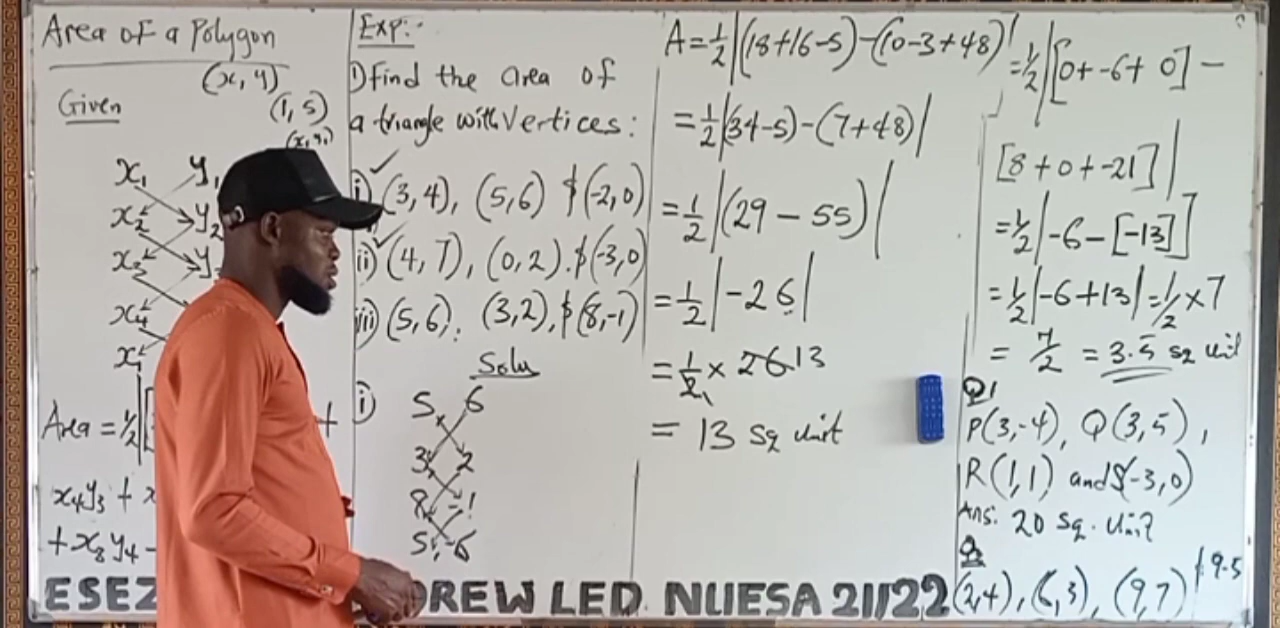 Area of a Polygon
(x, y)
Given
(1, 5)
(x, y,)
x₁ y₁
x₂ y₂
x₃ y₃
x₄
x₁
Area = ½ +
x₄y₃ +
+ x₃y₄ -
Exp:-
① Find the area of
a triangle with vertices:
i) (3, 4), (5, 6) $ (-2, 0)
ii) (4, 7), (0, 2). $ (-3, 0)
iii) (5, 6), (3, 2), $ (8, -1)
Solu
i) 5 6
3 2
8 -1
5 6
A = ½ |(18+16-5)-(10-3+48)|
= ½ |(34-5)-(7+48)|
= ½ |(29 - 55)|
= ½ |-26|
= ½ × 26 13
= 13 sq unit
= ½ |[0+-6+ 0] -
[8 + 0 + -21]|
= ½ |-6 - [-13]]
= ½ |-6+13| = ½ × 7
= 7/2 = 3.5 sq unit
Q1
P(3,-4), Q(3,5),
R(1,1) and S(-3,0)
Ans: 20 sq. unit
Q2
(2,4), (6,3), (9,7) 9.5
ESEZ DREW LED. NUESA 21/22